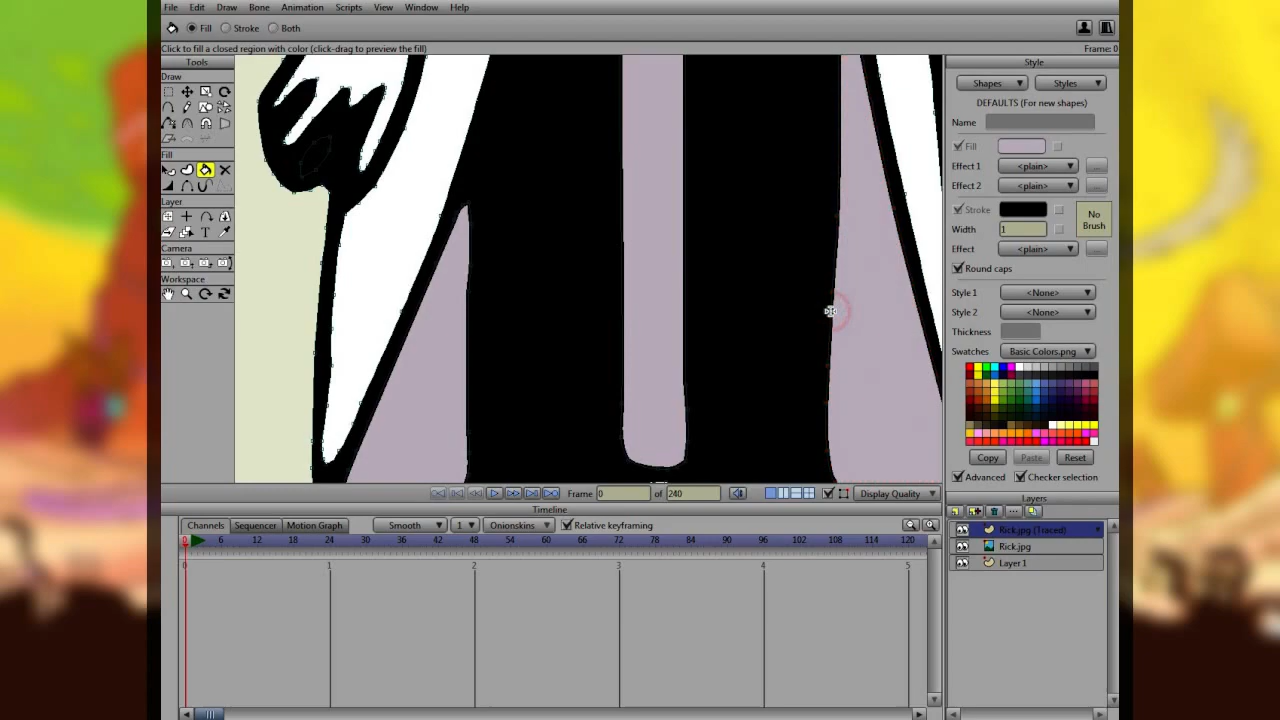 File Edit Draw Bone Animation Scripts View Window Help
Fill Stroke Both
Click to fill a closed region with color (click-drag to preview the fill) Frame: 0
Tools
Draw
Fill
Layer
Camera
Workspace
Style
Shapes Styles
DEFAULTS (For new shapes)
Name
Fill
Effect 1 <plain> ...
Effect 2 <plain> ...
Stroke
No Brush
Width 1
Effect <plain> ...
Round caps
Style 1 <None>
Style 2 <None>
Thickness
Swatches Basic Colors.png
Copy Paste Reset
Advanced Checker selection
Frame 0 of 240 Display Quality
Timeline
Channels Sequencer Motion Graph Smooth 1 Onionskins Relative keyframing
0 6 12 18 24 30 36 42 48 54 60 66 72 78 84 90 96 102 108 114 120
0 1 2 3 4 5
Layers
Rick.jpg (Traced)
Rick.jpg
Layer 1